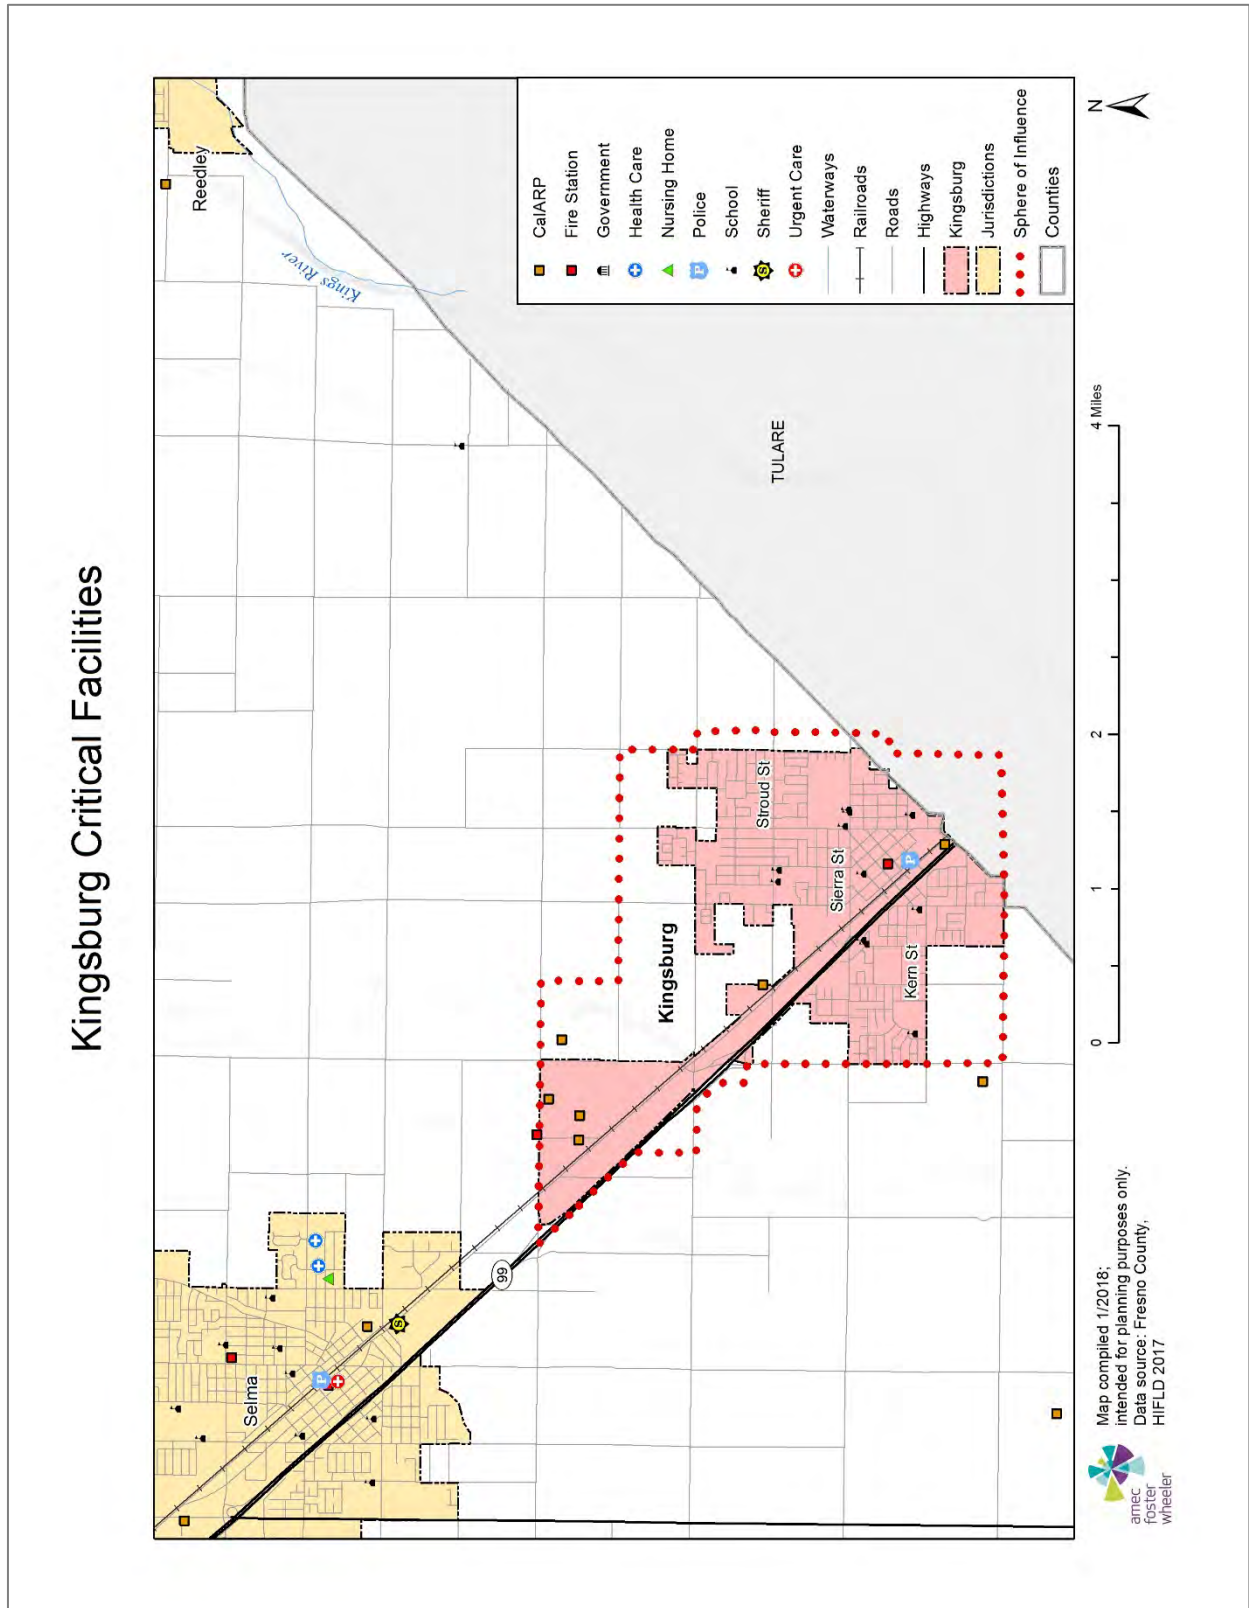 Kingsburg Critical Facilities
Reedley
Kings River
Selma
P
S
99
Kingsburg
Stroud St
Sierra St
Kern St
P
TULARE
CalARP
Fire Station
Government
Health Care
Nursing Home
P Police
School
S Sheriff
Urgent Care
Waterways
Railroads
Roads
Highways
Kingsburg
Jurisdictions
Sphere of Influence
Counties
amec
foster
wheeler
Map compiled 1/2018;
intended for planning purposes only.
Data source: Fresno County,
HIFLD 2017
0 1 2 4 Miles
N